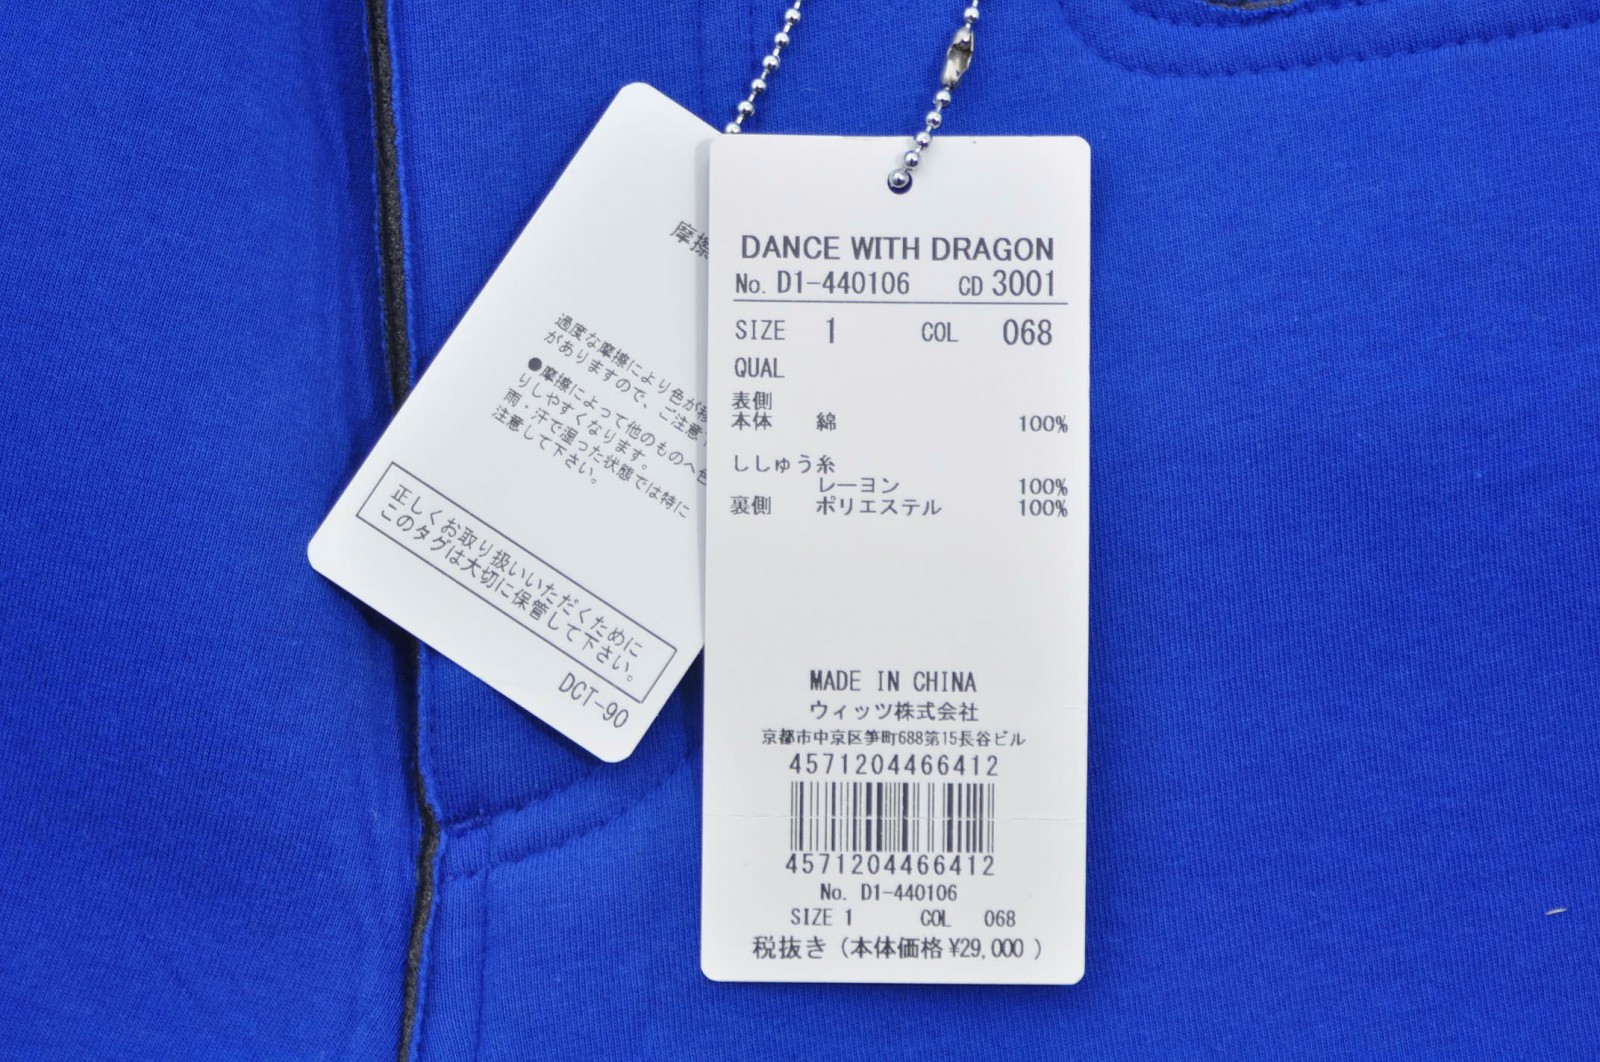 摩擦
過度な摩擦により色が移
がありますので、ご注意
●摩擦によって他のものへ色
りしやすくなります。
雨・汗で湿った状態では特に
注意して下さい。
正しくお取り扱いいただくために
このタグは大切に保管して下さい。
DCT-90
DANCE WITH DRAGON
No. D1-440106 CD 3001
SIZE 1 COL 068
QUAL
表側
本体 綿 100%
ししゅう糸
レーヨン 100%
裏側 ポリエステル 100%
MADE IN CHINA
ウィッツ株式会社
京都市中京区笋町688第15長谷ビル
4571204466412
4571204466412
No. D1-440106
SIZE 1 COL 068
税抜き (本体価格 ¥29,000 )